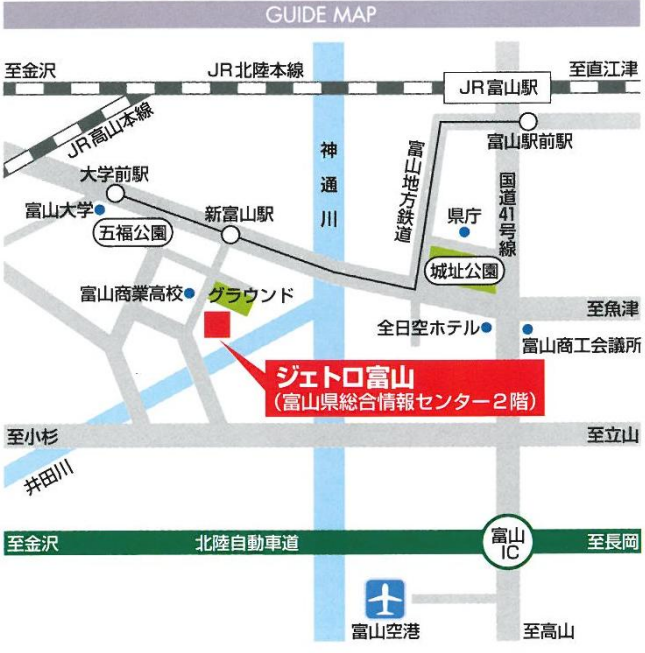 GUIDE MAP
至金沢
JR北陸本線
至直江津
JR富山駅
JR高山本線
富山駅前駅
神通川
富山地方鉄道
国道41号線
大学前駅
富山大学
五福公園
新富山駅
県庁
城址公園
富山商業高校
グラウンド
至魚津
全日空ホテル
富山商工会議所
ジェトロ富山
(富山県総合情報センター2階)
至小杉
至立山
井田川
至金沢
北陸自動車道
富山
IC
至長岡
富山空港
至高山